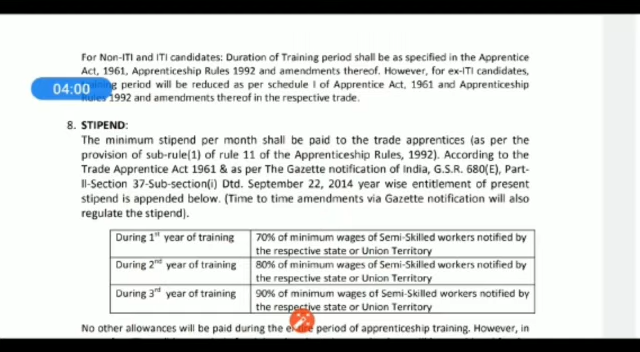 For Non-ITI and ITI candidates: Duration of Training period shall be as specified in the Apprentice
Act, 1961, Apprenticeship Rules 1992 and amendments thereof. However, for ex-ITI candidates,
04:00
period will be reduced as per schedule I of Apprentice Act, 1961 and Apprenticeship
1992 and amendments thereof in the respective trade.
8. STIPEND:
The minimum stipend per month shall be paid to the trade apprentices (as per the
provision of sub-rule(1) of rule 11 of the Apprenticeship Rules, 1992). According to the
Trade Apprentice Act 1961 & as per The Gazette notification of India, G.S.R. 680(E), Part-
II-Section 37-Sub-section(i) Dtd. September 22, 2014 year wise entitlement of present
stipend is appended below. (Time to time amendments via Gazette notification will also
regulate the stipend).
During 1st year of training 70% of minimum wages of Semi-Skilled workers notified by
the respective state or Union Territory
During 2nd year of training 80% of minimum wages of Semi-Skilled workers notified by
the respective state or Union Territory
During 3rd year of training 90% of minimum wages of Semi-Skilled workers notified by
the respective state or Union Territory
No other allowances will be paid during the entire period of apprenticeship training. However, in